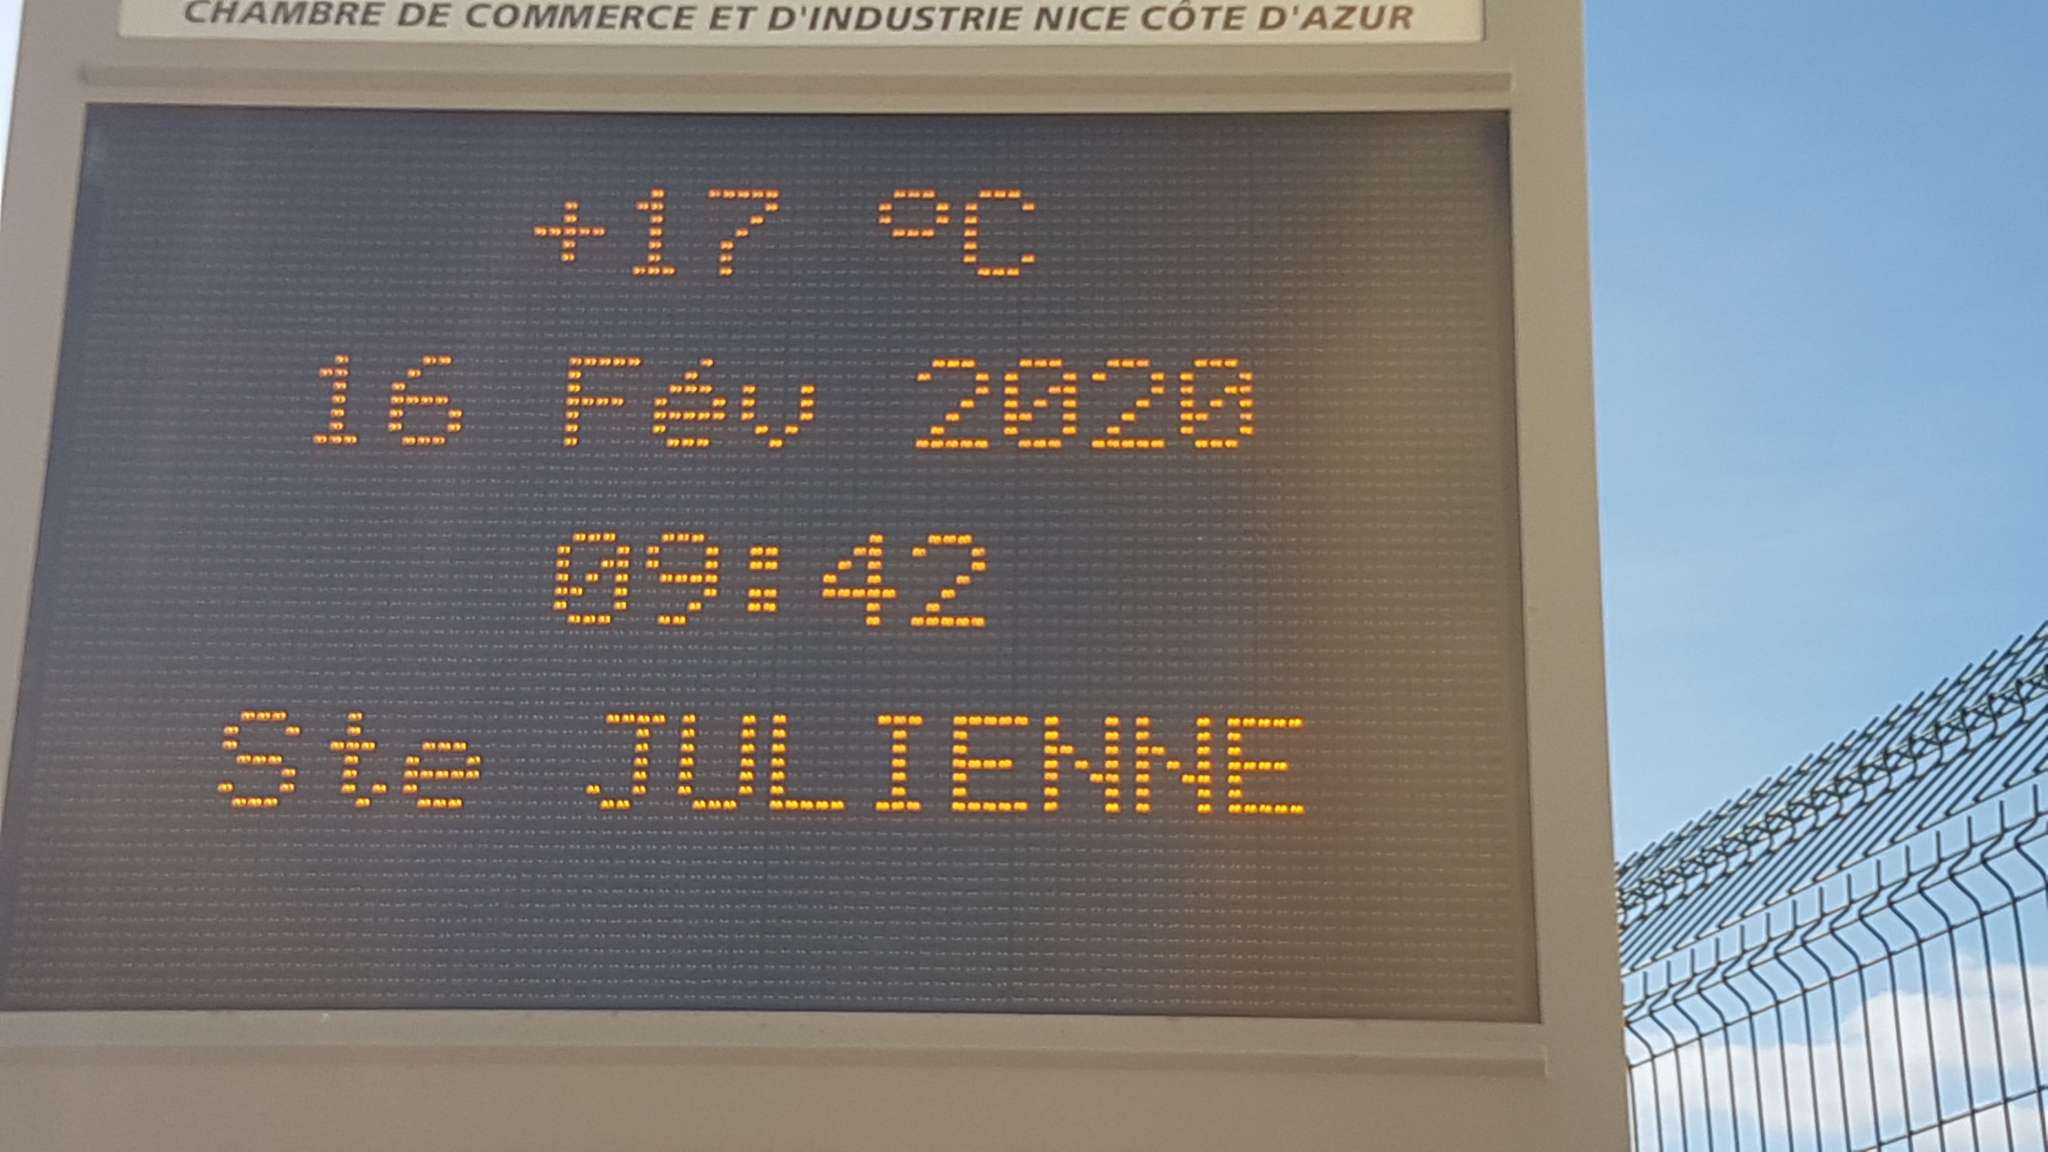 CHAMBRE DE COMMERCE ET D'INDUSTRIE NICE CÔTE D'AZUR
+17 °C
16 Fév 2020
09:42
Ste JULIENNE